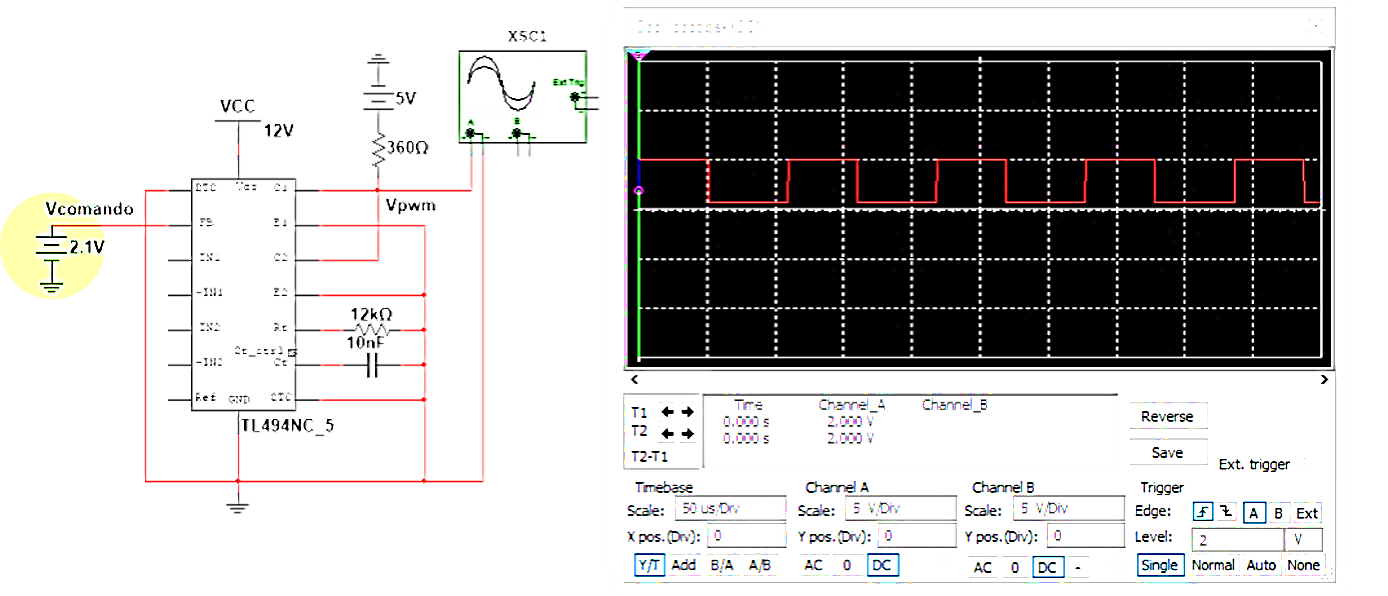 XSC1
Ext Trig
A
B
5V
VCC
12V
360Ω
Vcomando
2.1V
Vpwm
DTC
Vcc
C1
FB
E1
IN1
C2
-IN1
E2
IN2
Rt
-IN2
Ct_ctrl
Ct
Ref
GND
OTC
12kΩ
10nF
TL494NC_5
T1
T2
T2-T1
Time
Channel_A
Channel_B
0.000 s
2.000 V
0.000 s
2.000 V
Reverse
Save
Ext. trigger
Timebase
Scale:
50 us/Div
X pos.(Div):
0
Y/T
Add
B/A
A/B
Channel A
Scale:
5 V/Div
Y pos.(Div):
0
AC
0
DC
Channel B
Scale:
5 V/Div
Y pos.(Div):
0
AC
0
DC
-
Trigger
Edge:
A
B
Ext
Level:
2
V
Single
Normal
Auto
None